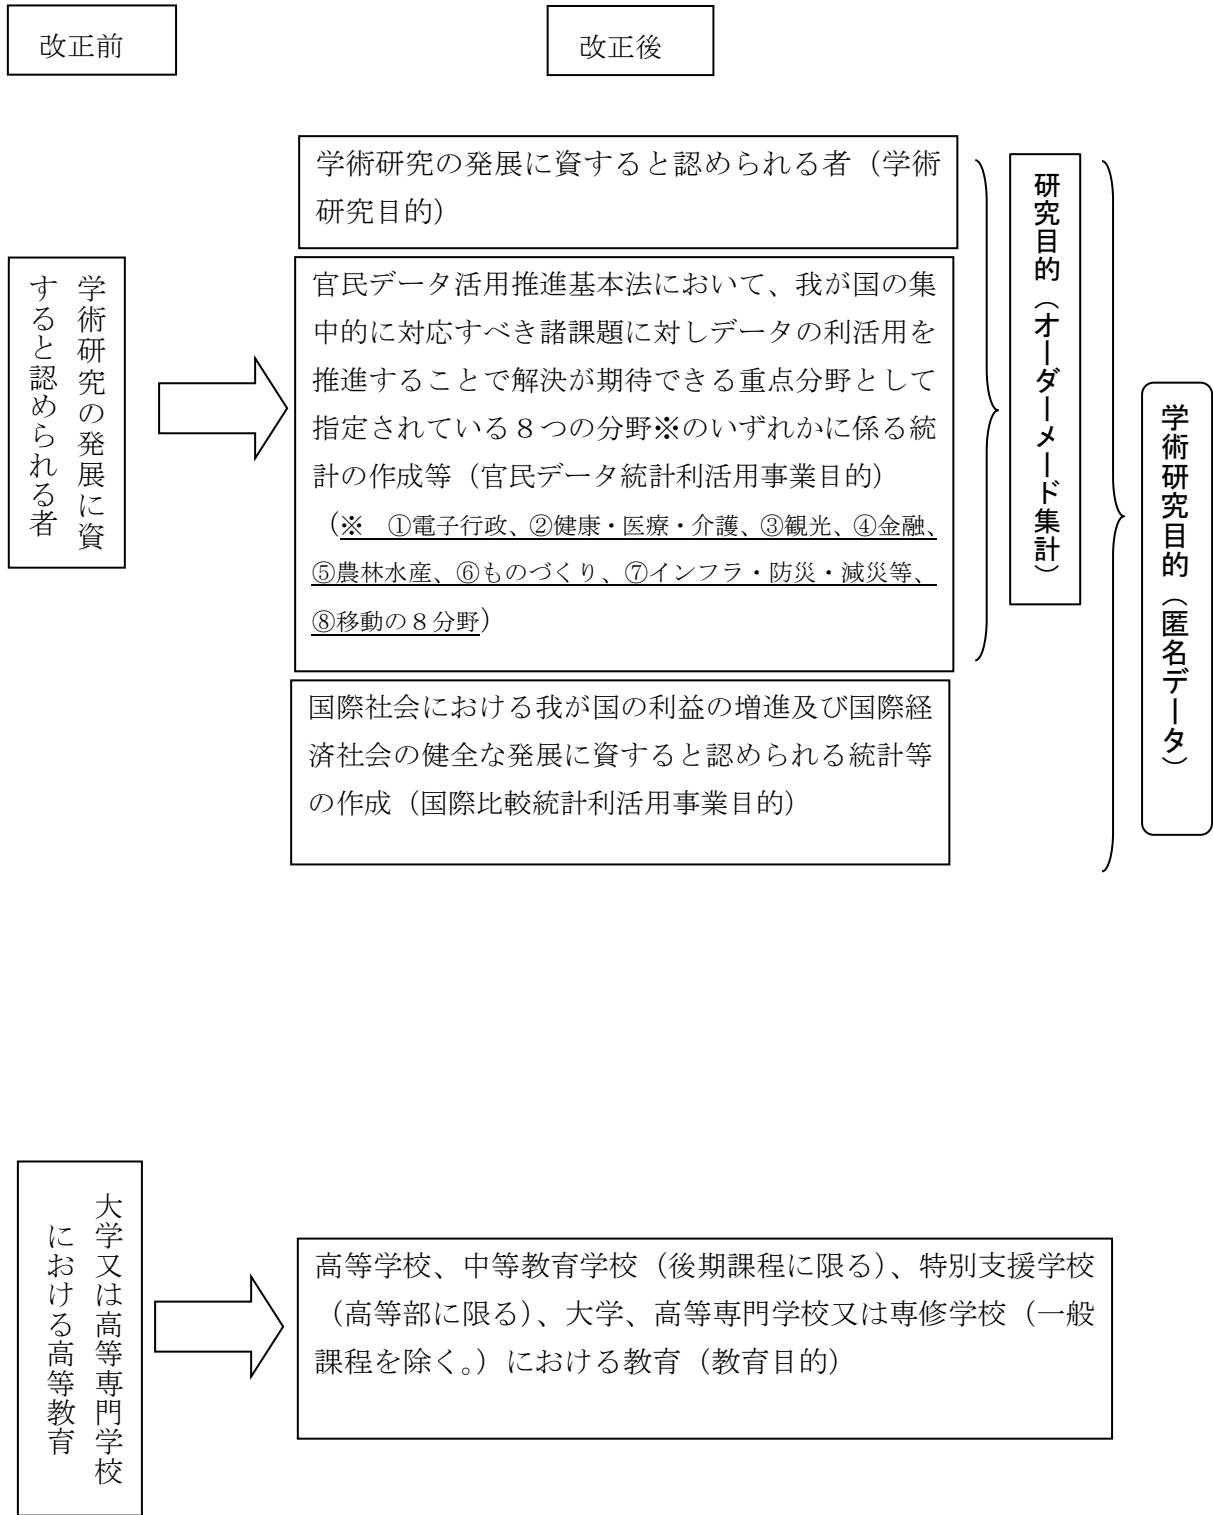 改正前
改正後
学術研究の発展に資
すると認められる者
学術研究の発展に資すると認められる者（学術
研究目的）
官民データ活用推進基本法において、我が国の集
中的に対応すべき諸課題に対しデータの利活用を
推進することで解決が期待できる重点分野として
指定されている８つの分野※のいずれかに係る統
計の作成等（官民データ統計利活用事業目的）
（※　①電子行政、②健康・医療・介護、③観光、④金融、
⑤農林水産、⑥ものづくり、⑦インフラ・防災・減災等、
⑧移動の８分野）
国際社会における我が国の利益の増進及び国際経
済社会の健全な発展に資すると認められる統計等
の作成（国際比較統計利活用事業目的）
研究目的（オーダーメード集計）
学術研究目的（匿名データ）
大学又は高等専門学校
における高等教育
高等学校、中等教育学校（後期課程に限る）、特別支援学校
（高等部に限る）、大学、高等専門学校又は専修学校（一般
課程を除く。）における教育（教育目的）